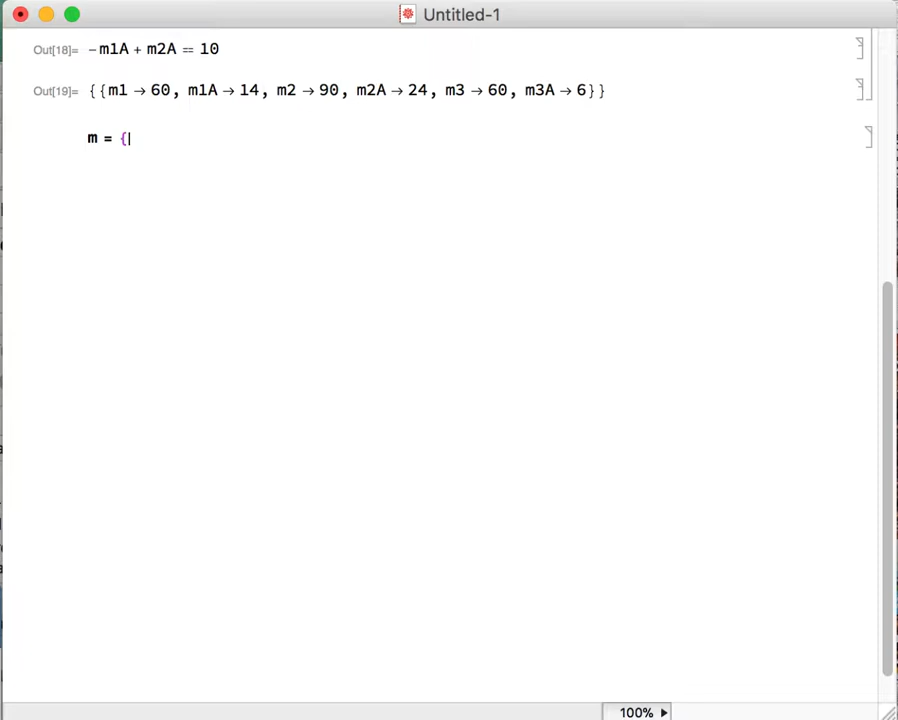 Untitled-1
Out[18]= -m1A + m2A == 10
Out[19]= {{m1 → 60, m1A → 14, m2 → 90, m2A → 24, m3 → 60, m3A → 6}}
m = {
100%